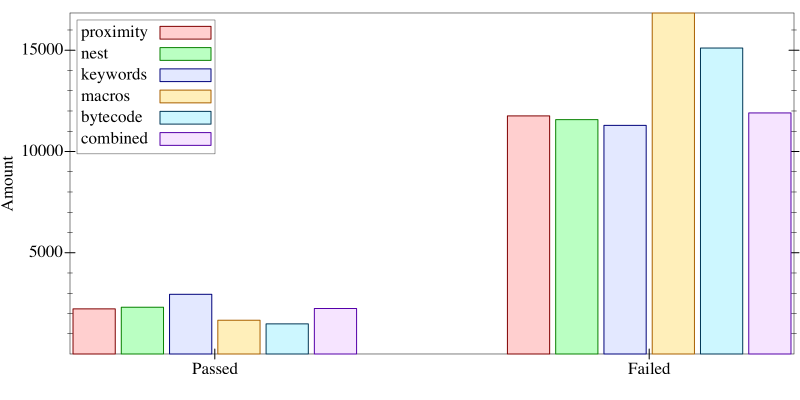 15000
10000
5000
Amount
proximity
nest
keywords
macros
bytecode
combined
Passed
Failed